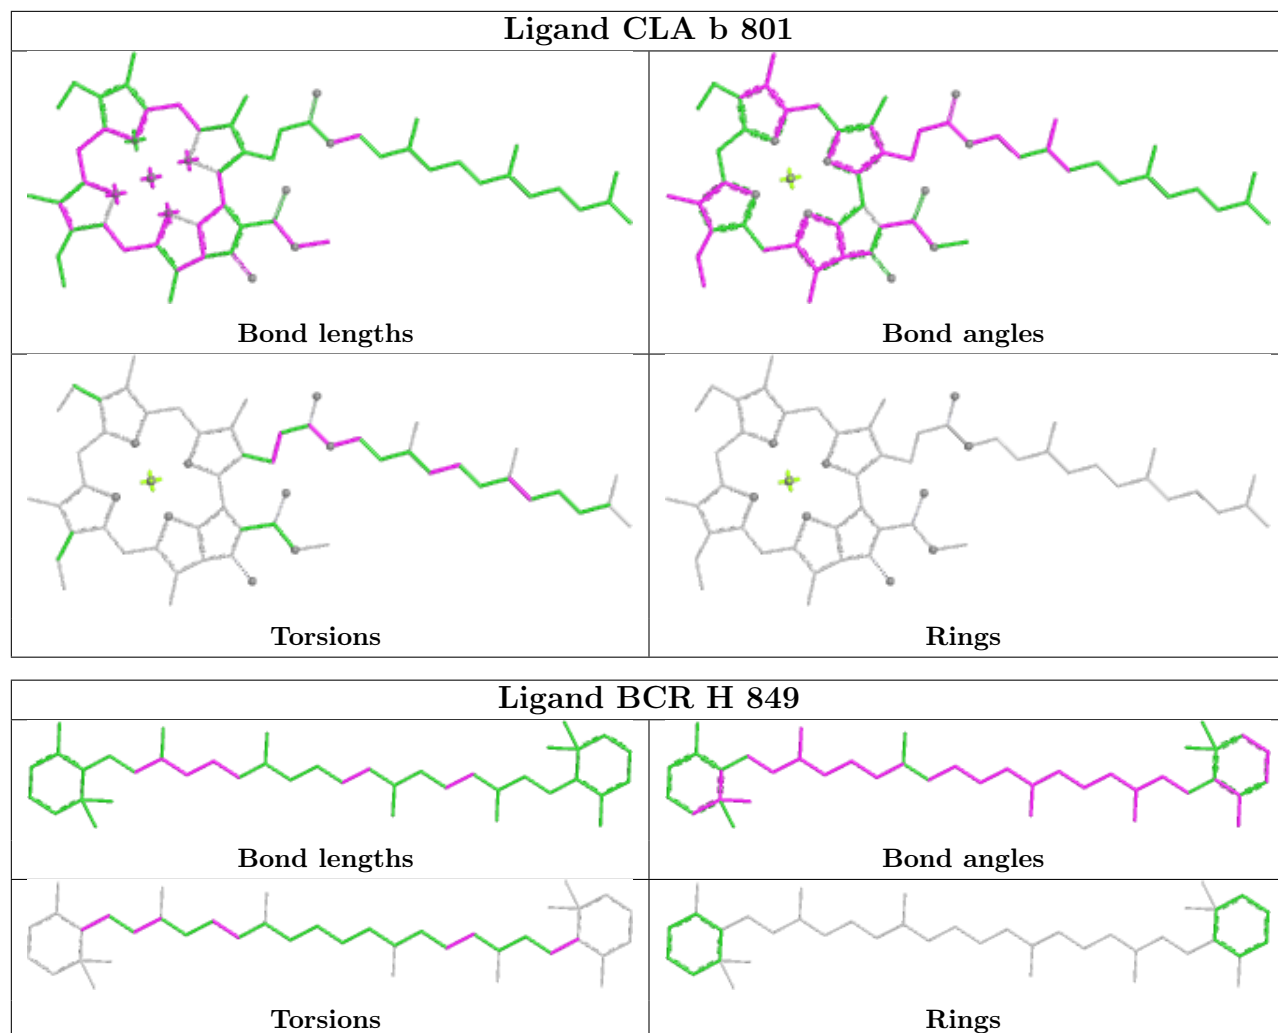 Ligand CLA b 801
Bond lengths
Bond angles
Torsions
Rings
Ligand BCR H 849
Bond lengths
Bond angles
Torsions
Rings